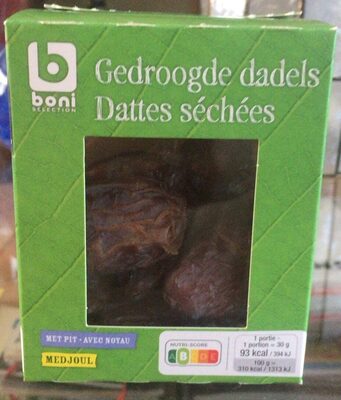 boni
SELECTION
Gedroogde dadels
Dattes séchées
MET PIT - AVEC NOYAU
MEDJOUL
NUTRI-SCORE
A B C D E
1 portie -
1 portion = 30 g
93 kcal / 394 kJ
100 g =
310 kcal / 1313 kJ